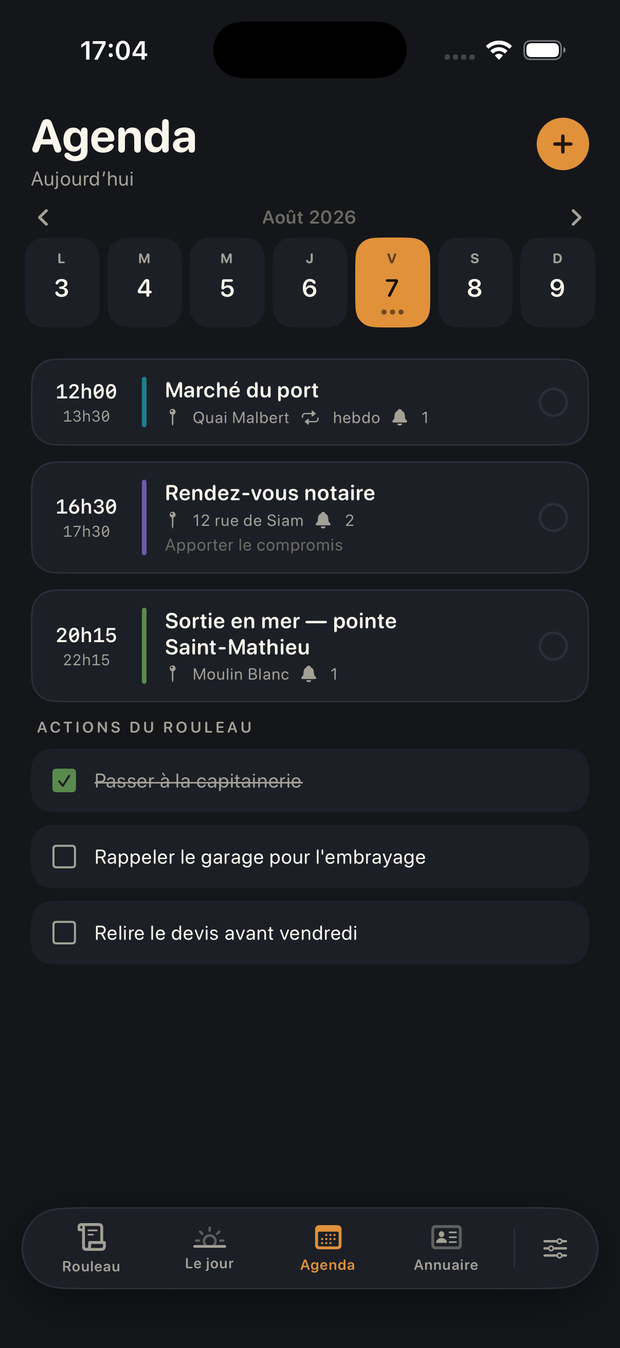 17:04
Agenda
Aujourd’hui
Août 2026
L M M J V S D
3 4 5 6 7 8 9
12h00 Marché du port
13h30 Quai Malbert hebdo 1
16h30 Rendez-vous notaire
17h30 12 rue de Siam 2
Apporter le compromis
20h15 Sortie en mer — pointe
Saint-Mathieu
22h15 Moulin Blanc 1
ACTIONS DU ROULEAU
Passer à la capitainerie
Rappeler le garage pour l'embrayage
Relire le devis avant vendredi
Rouleau Le jour Agenda Annuaire